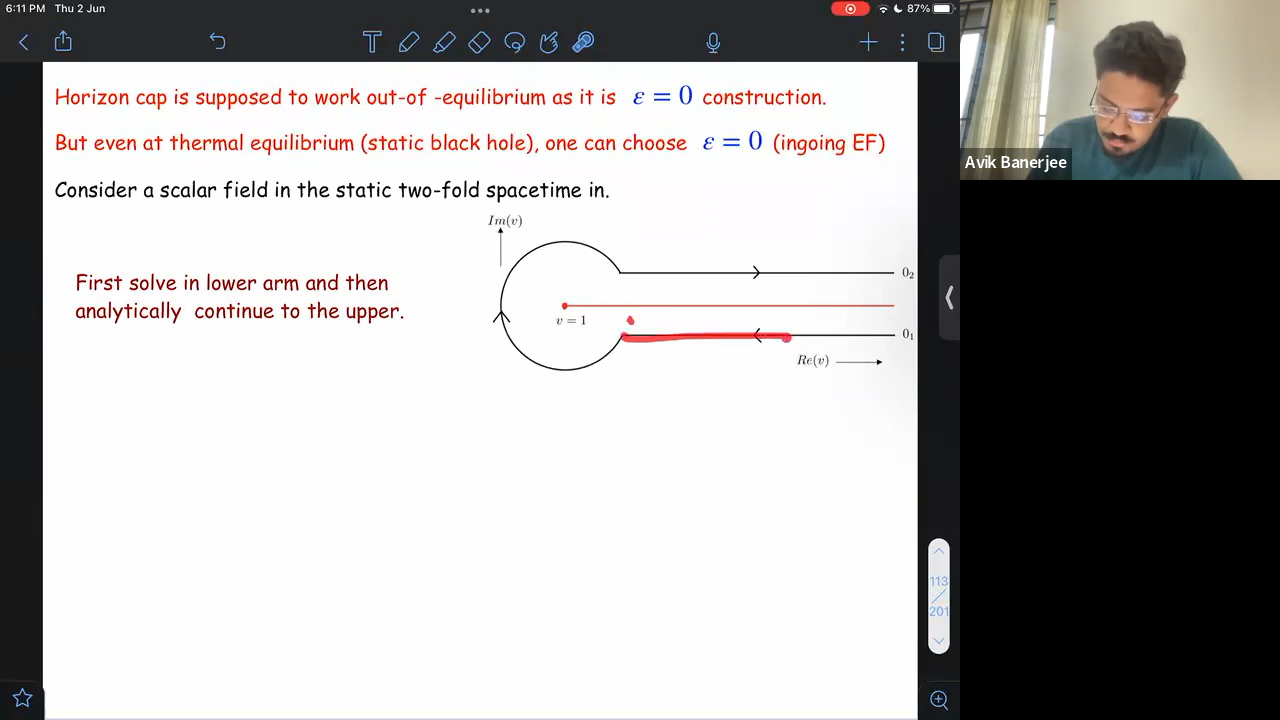 6:11 PM Thu 2 Jun
87%
Horizon cap is supposed to work out-of -equilibrium as it is ε = 0 construction.
But even at thermal equilibrium (static black hole), one can choose ε = 0 (ingoing EF)
Avik Banerjee
Consider a scalar field in the static two-fold spacetime in.
Im(v)
0₂
First solve in lower arm and then
analytically continue to the upper.
v = 1
0₁
Re(v)
113
201